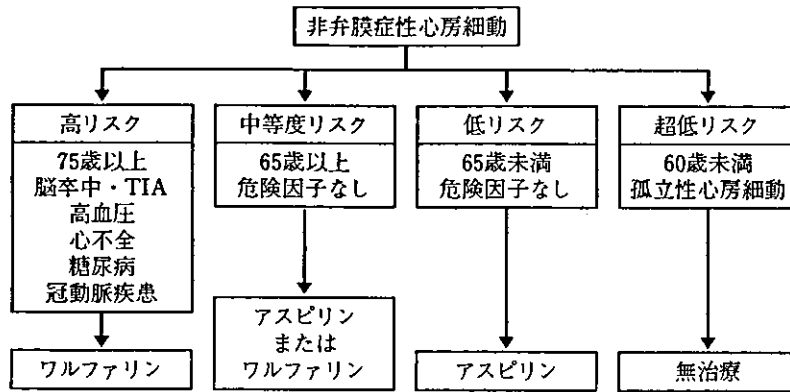 非弁膜症性心房細動
高リスク
75歳以上
脳卒中・TIA
高血圧
心不全
糖尿病
冠動脈疾患
ワルファリン
中等度リスク
65歳以上
危険因子なし
アスピリン
または
ワルファリン
低リスク
65歳未満
危険因子なし
アスピリン
超低リスク
60歳未満
孤立性心房細動
無治療